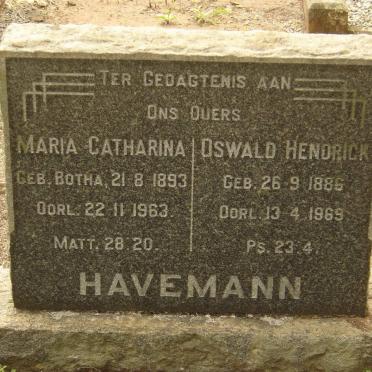 TER GEDAGTENIS AAN
ONS OUERS
MARIA CATHARINA
GEB. BOTHA, 21-8-1893
OORL. 22-11-1963.
MATT. 28.20.
OSWALD HENDRICK
GEB. 26-9-1886
OORL. 13-4-1969
PS. 23.4.
HAVEMANN